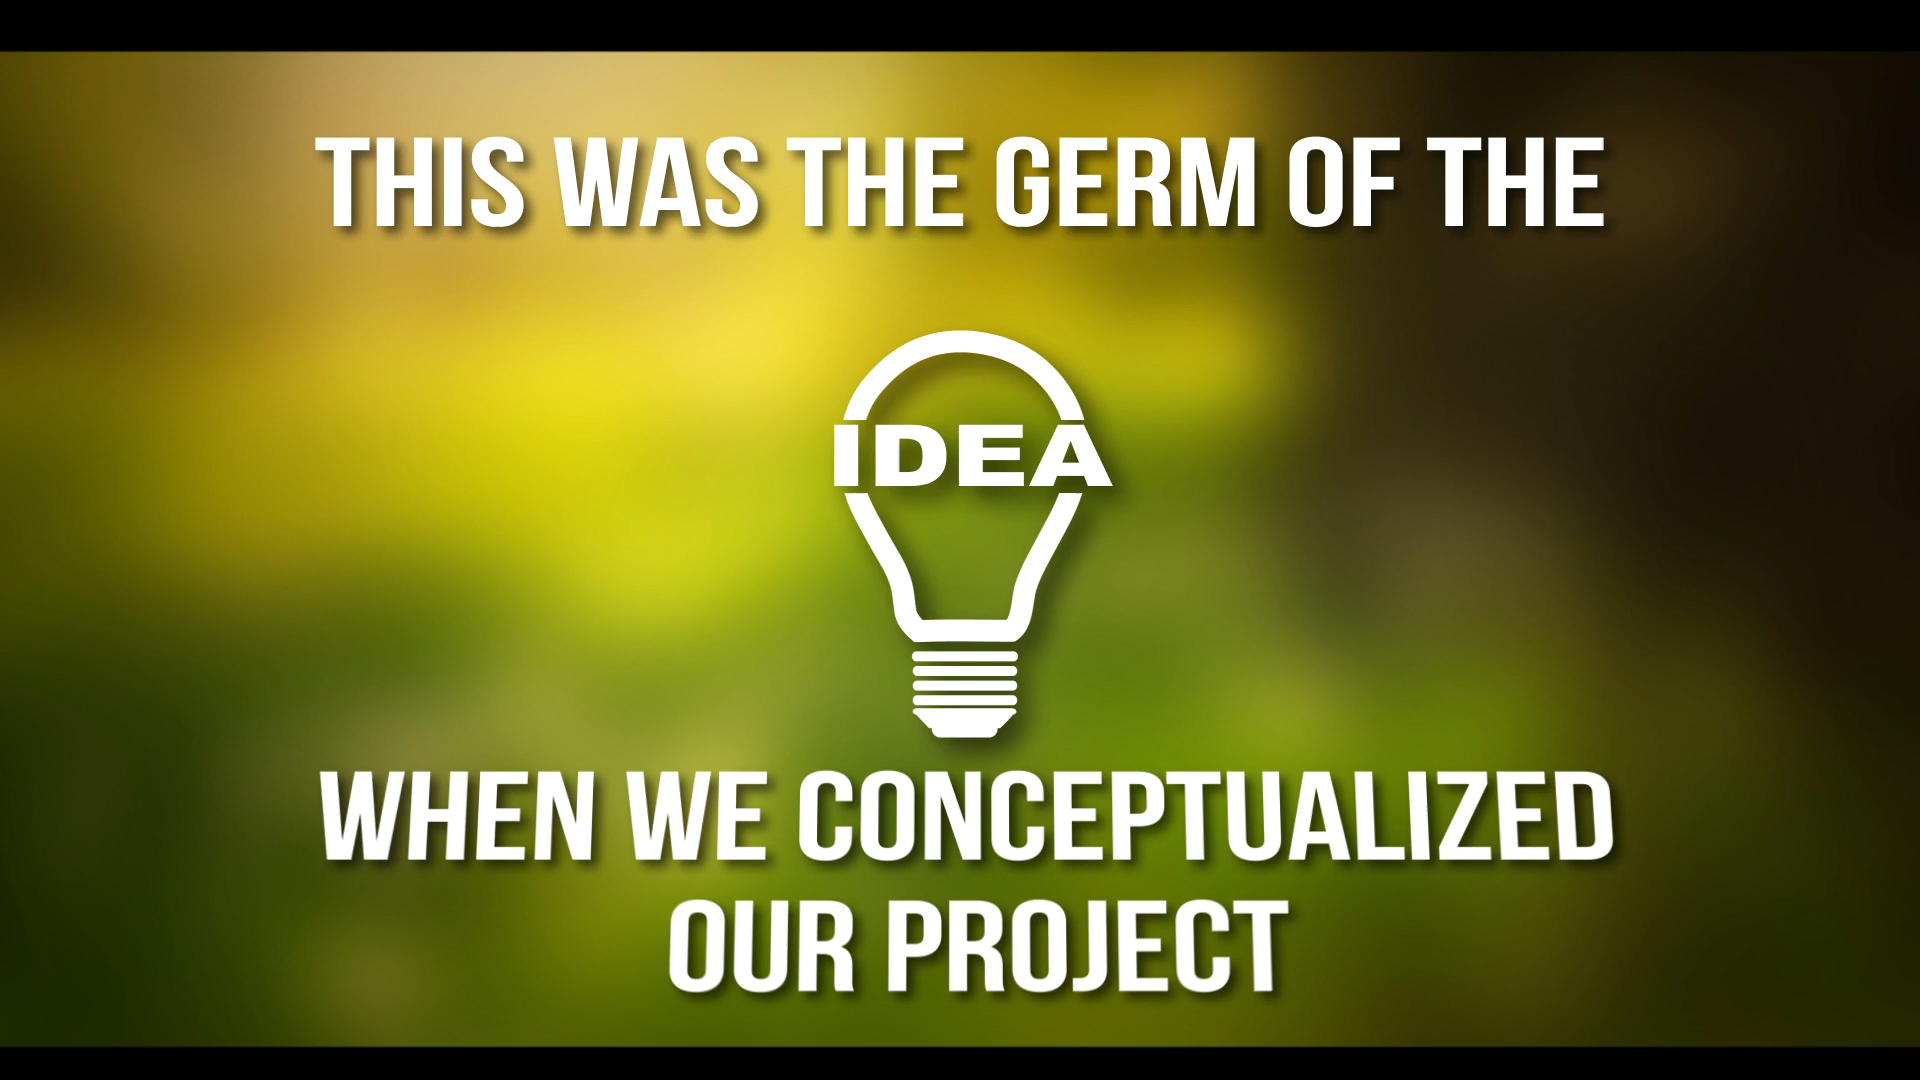 THIS WAS THE GERM OF THE
IDEA
WHEN WE CONCEPTUALIZED
OUR PROJECT